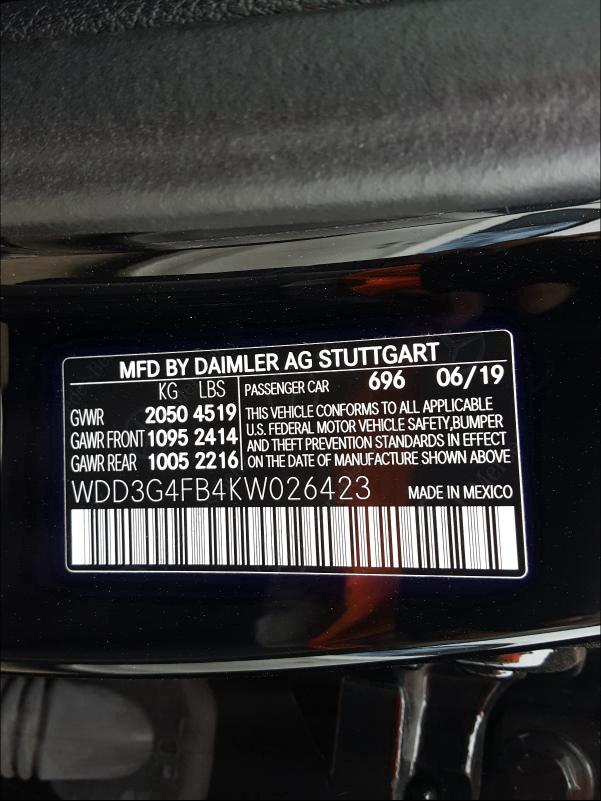 MFD BY DAIMLER AG STUTTGART
KG LBS
GVWR 2050 4519
GAWR FRONT 1095 2414
GAWR REAR 1005 2216
PASSENGER CAR 696 06/19
THIS VEHICLE CONFORMS TO ALL APPLICABLE
U.S. FEDERAL MOTOR VEHICLE SAFETY,BUMPER
AND THEFT PREVENTION STANDARDS IN EFFECT
ON THE DATE OF MANUFACTURE SHOWN ABOVE
WDD3G4FB4KW026423 MADE IN MEXICO